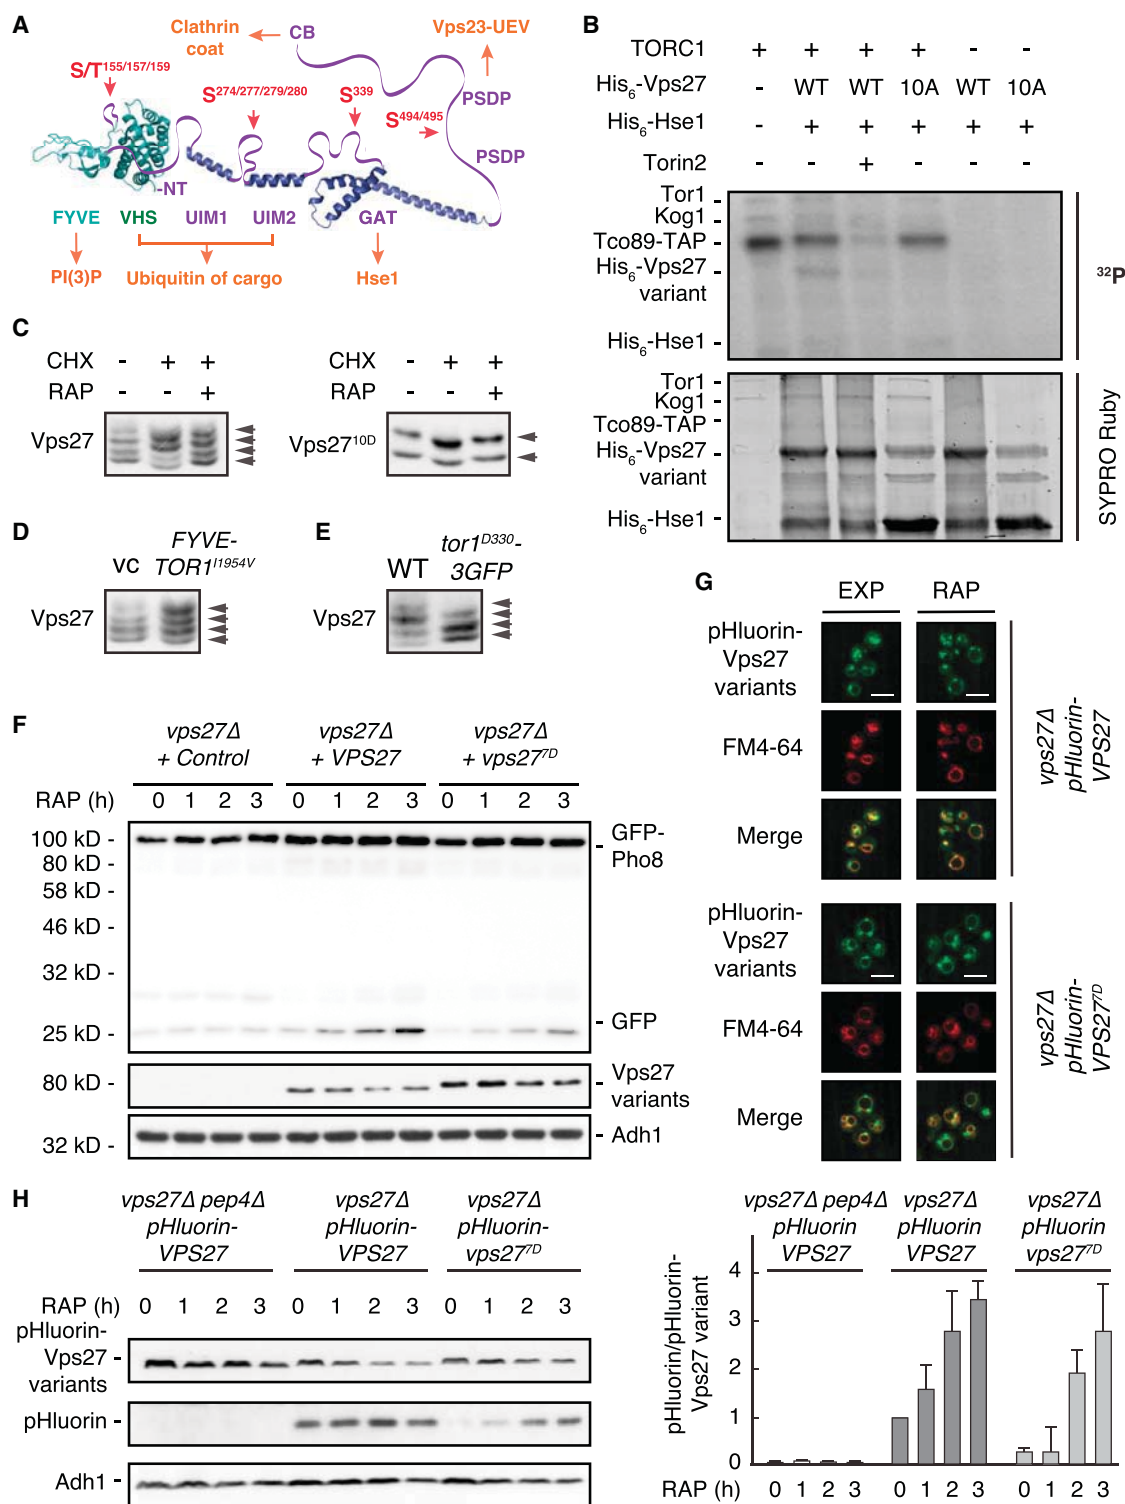 A
Clathrin coat
CB
Vps23-UEV
S/T155/157/159
S274/277/279/280
S339
S494/495
PSDP
PSDP
-NT
FYVE VHS UIM1 UIM2 GAT
PI(3)P Ubiquitin of cargo Hse1
B
TORC1 + + + + - -
His6-Vps27 - WT WT 10A WT 10A
His6-Hse1 - + + + + +
Torin2 - - + - - -
Tor1
Kog1
Tco89-TAP
His6-Vps27 variant
His6-Hse1
32P
Tor1
Kog1
Tco89-TAP
His6-Vps27 variant
His6-Hse1
SYPRO Ruby
C
CHX - + +
RAP - - +
Vps27
CHX - + +
RAP - - +
Vps2710D
D
VC FYVE-TOR1I1954V
Vps27
E
WT tor1D330-3GFP
Vps27
F
vps27Δ + Control
vps27Δ + VPS27
vps27Δ + vps277D
RAP (h) 0 1 2 3 0 1 2 3 0 1 2 3
100 kD -
80 kD -
58 kD -
46 kD -
32 kD -
25 kD -
80 kD -
32 kD -
GFP-Pho8
GFP
Vps27 variants
Adh1
G
EXP RAP
pHluorin-Vps27 variants
FM4-64
Merge
vps27Δ pHluorin-VPS27
pHluorin-Vps27 variants
FM4-64
Merge
vps27Δ pHluorin-VPS277D
H
vps27Δ pep4Δ pHluorin-VPS27
vps27Δ pHluorin-VPS27
vps27Δ pHluorin-vps277D
RAP (h) 0 1 2 3 0 1 2 3 0 1 2 3
pHluorin-Vps27 variants
pHluorin
Adh1
vps27Δ pep4Δ pHluorin VPS27
vps27Δ pHluorin VPS27
vps27Δ pHluorin vps277D
pHluorin/pHluorin-Vps27 variant
4
3
2
1
0
RAP (h) 0 1 2 3 0 1 2 3 0 1 2 3